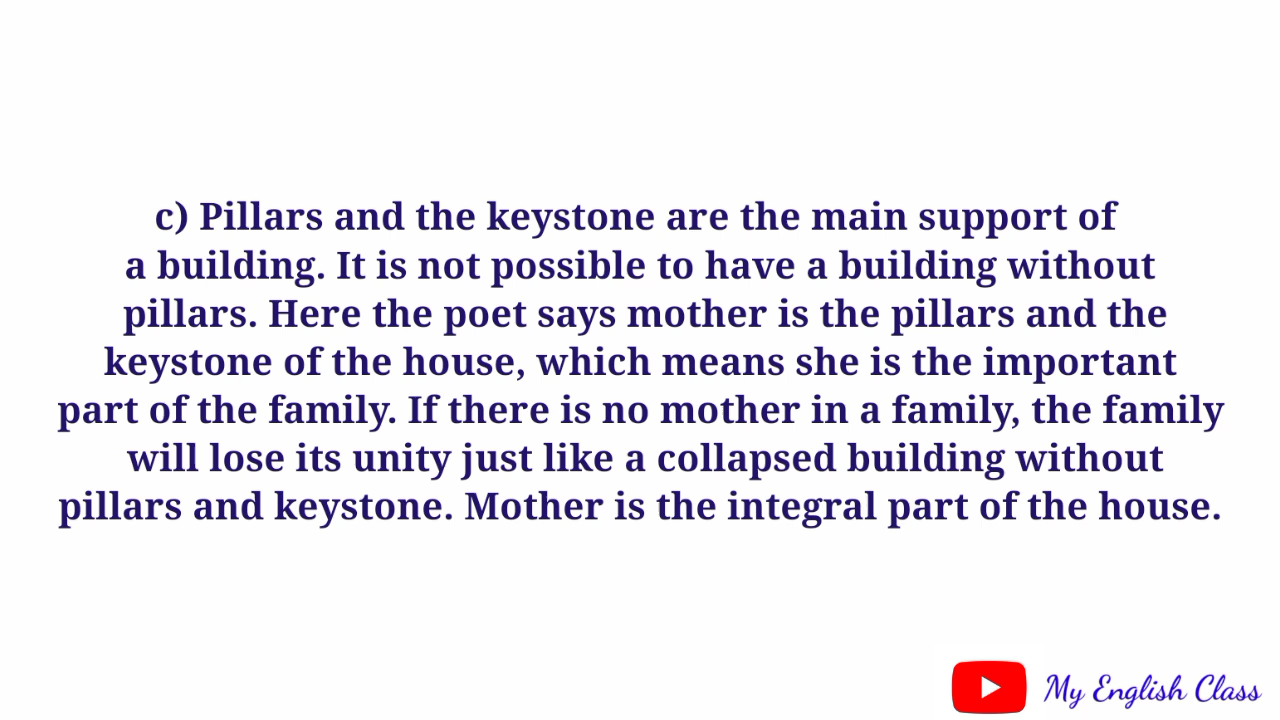 c) Pillars and the keystone are the main support of
a building. It is not possible to have a building without
pillars. Here the poet says mother is the pillars and the
keystone of the house, which means she is the important
part of the family. If there is no mother in a family, the family
will lose its unity just like a collapsed building without
pillars and keystone. Mother is the integral part of the house.
My English Class